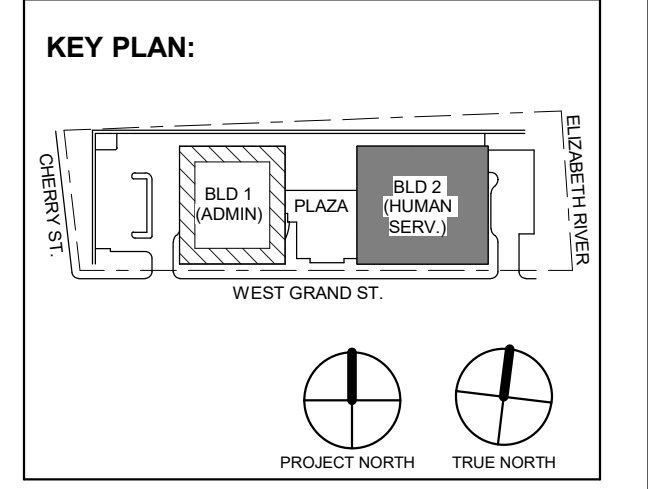 KEY PLAN:
CHERRY ST.
BLD 1
(ADMIN)
PLAZA
BLD 2
(HUMAN
SERV.)
ELIZABETH RIVER
WEST GRAND ST.
PROJECT NORTH
TRUE NORTH